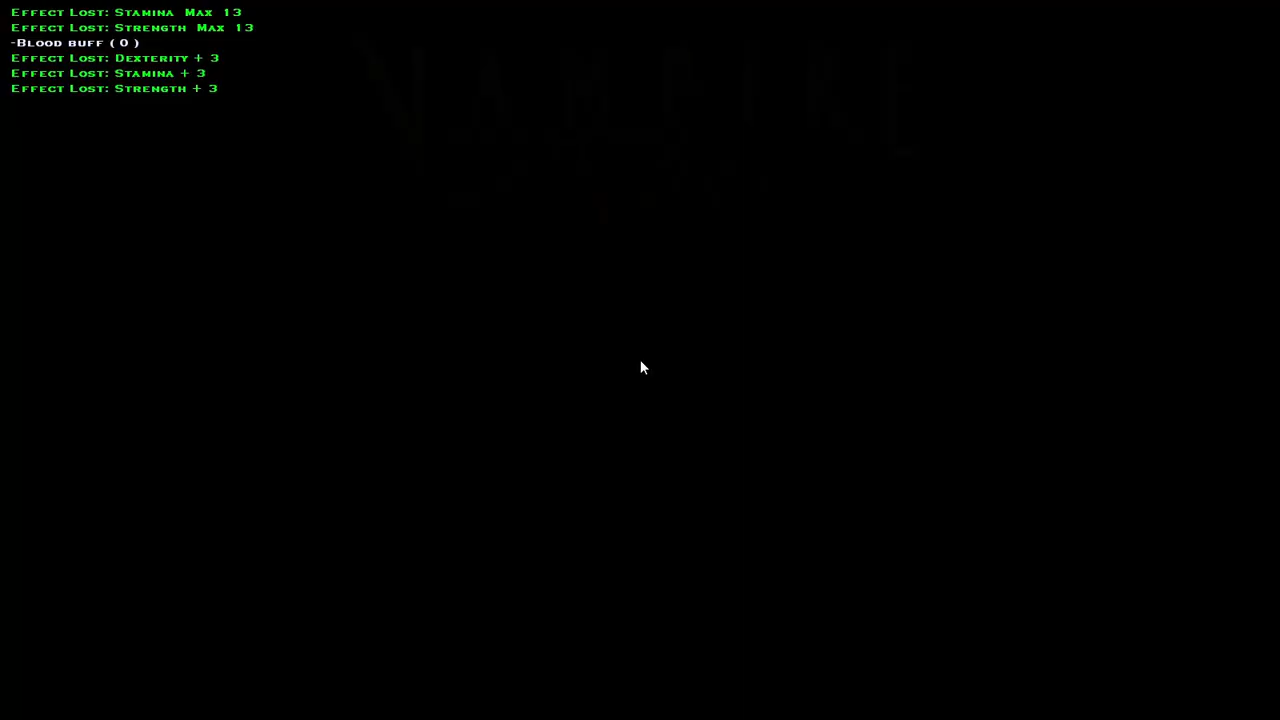 Effect Lost: Stamina Max 13
Effect Lost: Strength Max 13
-Blood buff ( 0 )
Effect Lost: Dexterity + 3
Effect Lost: Stamina + 3
Effect Lost: Strength + 3